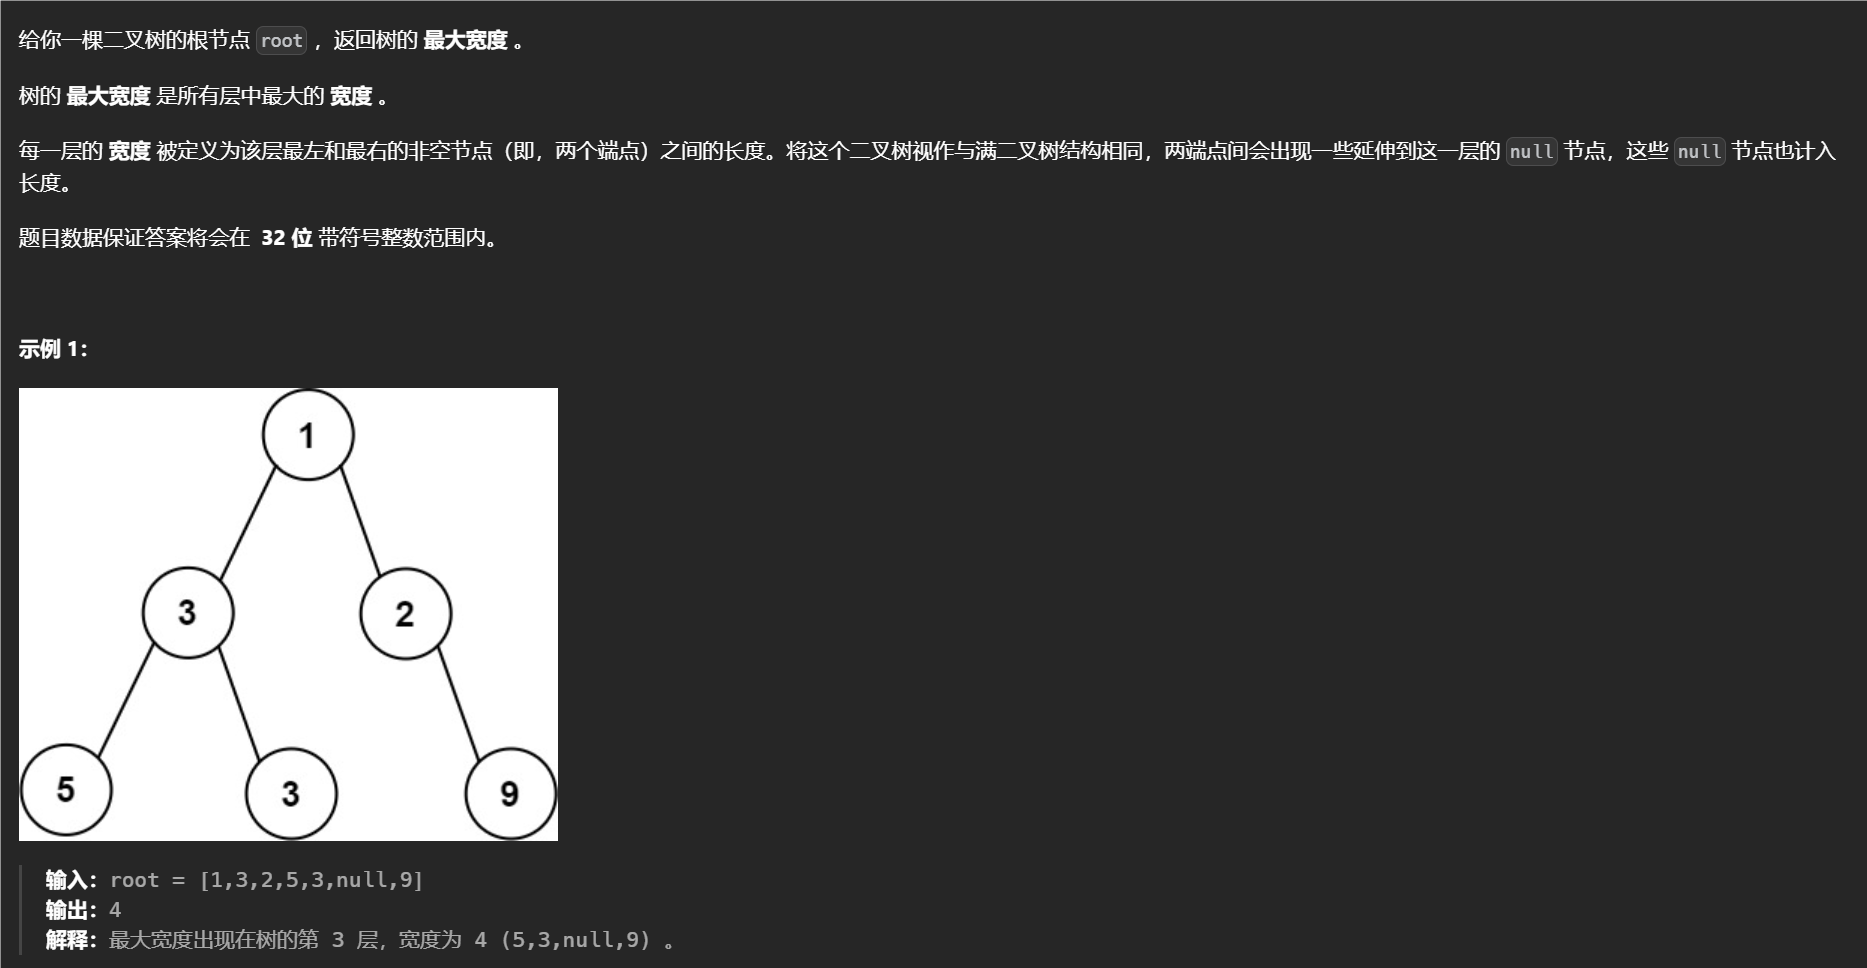 给你一棵二叉树的根节点 root ，返回树的 最大宽度 。
树的 最大宽度 是所有层中最大的 宽度 。
每一层的 宽度 被定义为该层最左和最右的非空节点（即，两个端点）之间的长度。将这个二叉树视作与满二叉树结构相同，两端点间会出现一些延伸到这一层的 null 节点，这些 null 节点也计入
长度。
题目数据保证答案将会在 32 位 带符号整数范围内。
示例 1：
1
3 2
5 3 9
输入：root = [1,3,2,5,3,null,9]
输出：4
解释：最大宽度出现在树的第 3 层，宽度为 4 (5,3,null,9) 。